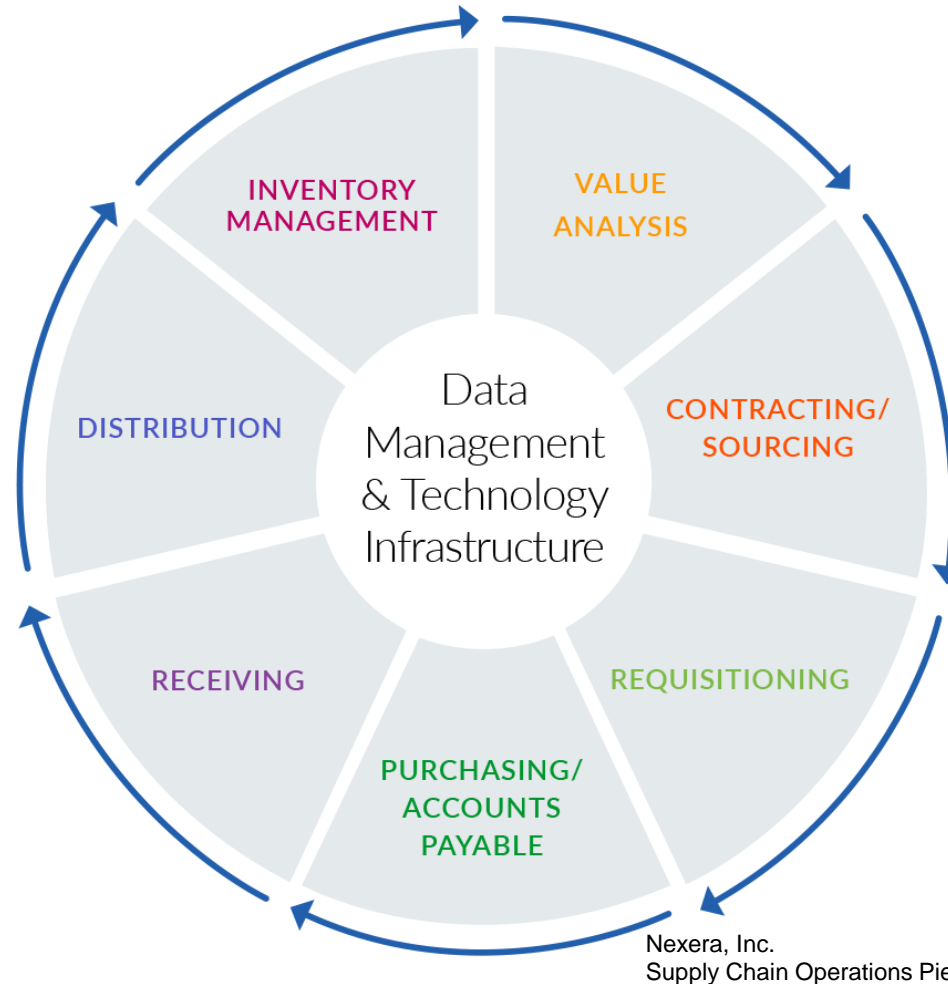 INVENTORY
MANAGEMENT
VALUE
ANALYSIS
CONTRACTING/
SOURCING
REQUISITIONING
PURCHASING/
ACCOUNTS
PAYABLE
RECEIVING
DISTRIBUTION
Data
Management
& Technology
Infrastructure
Nexera, Inc.
Supply Chain Operations Pie